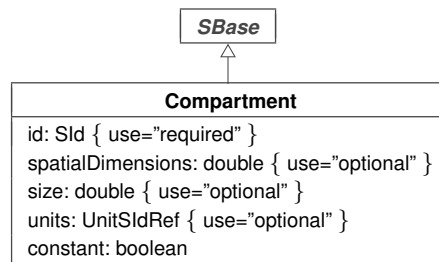 SBase
Compartment
id: SId { use="required" }
spatialDimensions: double { use="optional" }
size: double { use="optional" }
units: UnitSIdRef { use="optional" }
constant: boolean